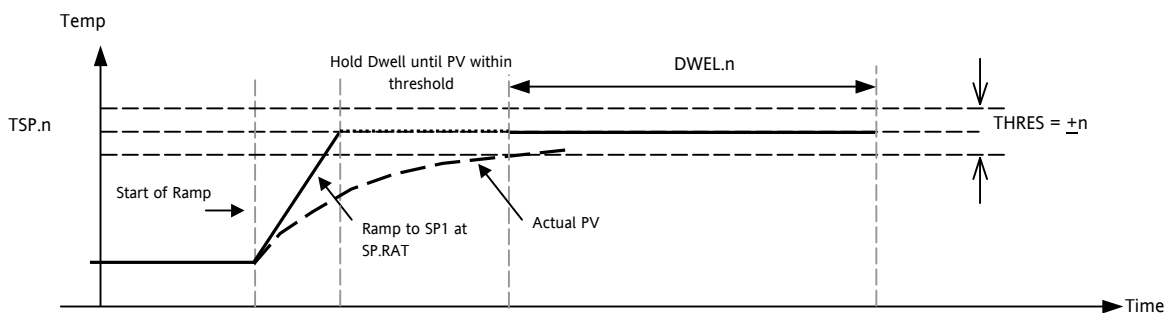 Temp
Hold Dwell until PV within
threshold
DWEL.n
TSP.n
THRES = ±n
Start of Ramp
Ramp to SP1 at
SP.RAT
Actual PV
Time